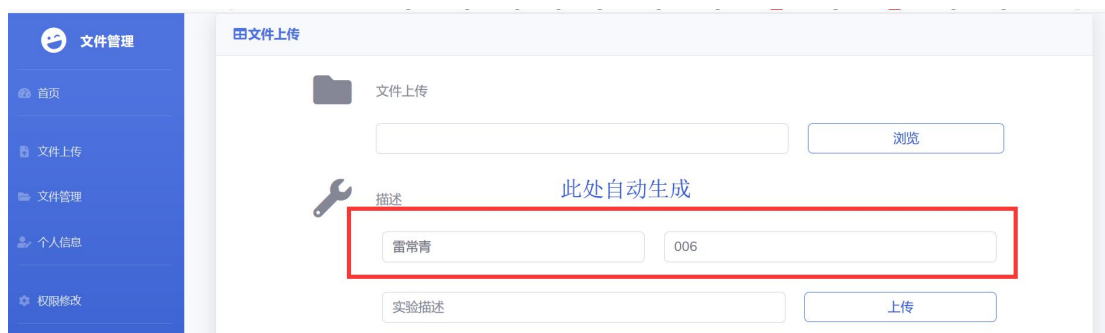 文件管理
首页
文件上传
文件管理
个人信息
权限修改
文件上传
文件上传
浏览
描述
此处自动生成
雷常青
006
实验描述
上传